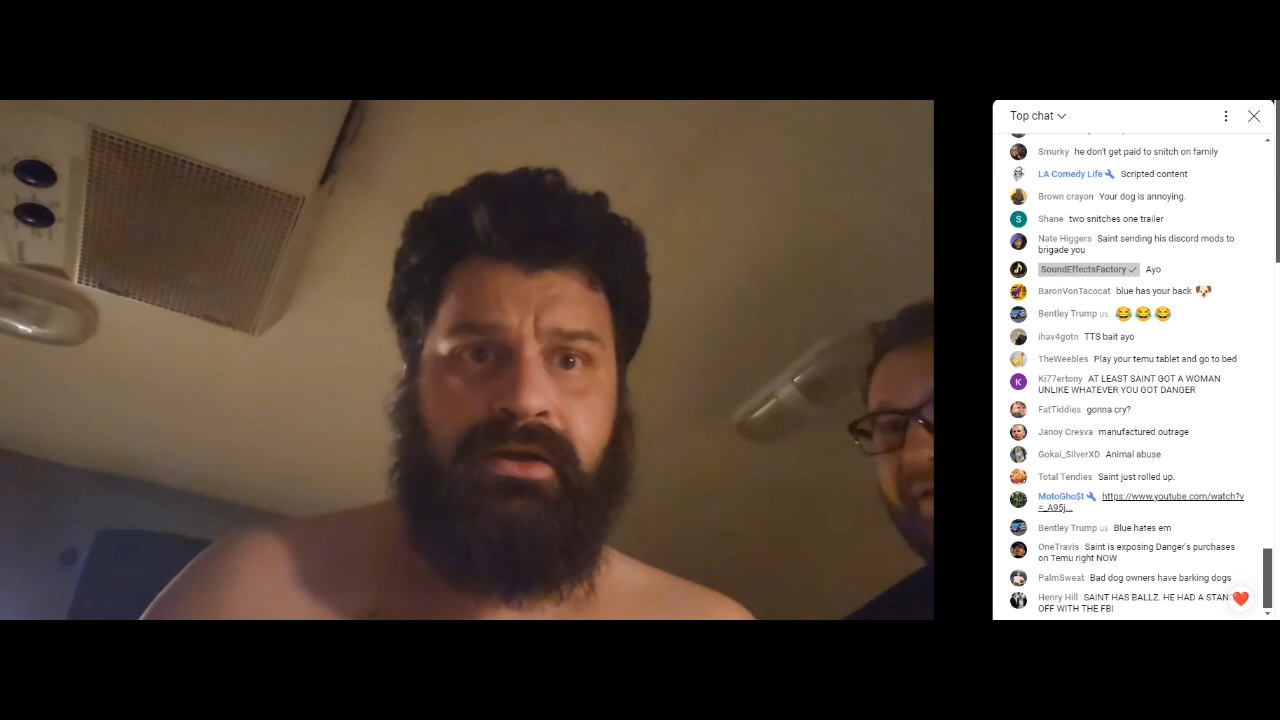 Top chat
Smurky he don't get paid to snitch on family
LA Comedy Life Scripted content
Brown crayon Your dog is annoying.
S Shane two snitches one trailer
Nate Higgers Saint sending his discord mods to
brigade you
SoundEffectsFactory Ayo
BaronVonTacocat blue has your back 🐶
Bentley Trump us 😂😂😂
ihav4gotn TTS bait ayo
TheWeebles Play your temu tablet and go to bed
K Ki77ertony AT LEAST SAINT GOT A WOMAN
UNLIKE WHATEVER YOU GOT DANGER
FatTiddies gonna cry?
Janoy Cresva manufactured outrage
Gokai_SilverXD Animal abuse
Total Tendies Saint just rolled up.
MotoGho$t https://www.youtube.com/watch?v
=_A95j...
Bentley Trump us Blue hates em
OneTravis Saint is exposing Danger's purchases
on Temu right NOW
PalmSweat Bad dog owners have barking dogs
Henry Hill SAINT HAS BALLZ. HE HAD A STAN
OFF WITH THE FBI